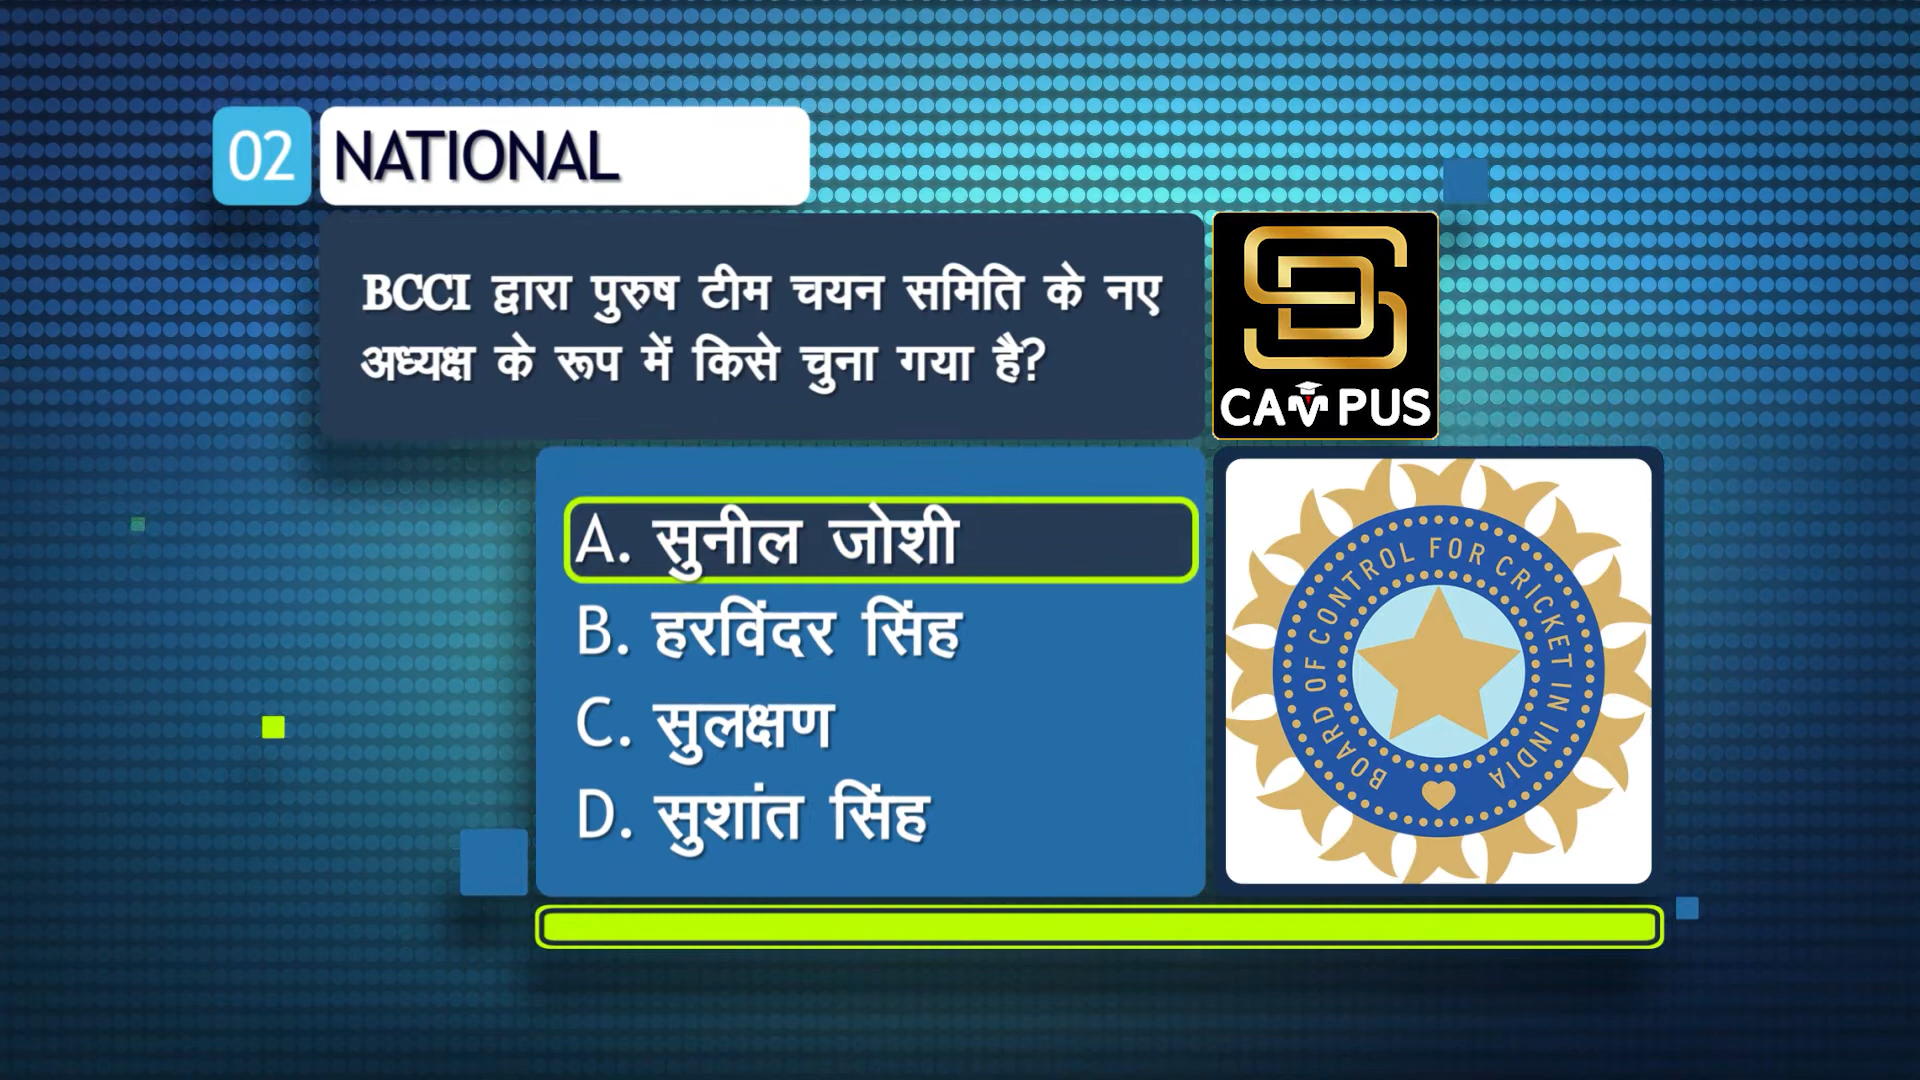 02 NATIONAL
BCCI द्वारा पुरुष टीम चयन समिति के नए
अध्यक्ष के रूप में किसे चुना गया है?
SD
CAMPUS
A. सुनील जोशी
B. हरविंदर सिंह
C. सुलक्षण
D. सुशांत सिंह
BOARD OF CONTROL FOR CRICKET IN INDIA